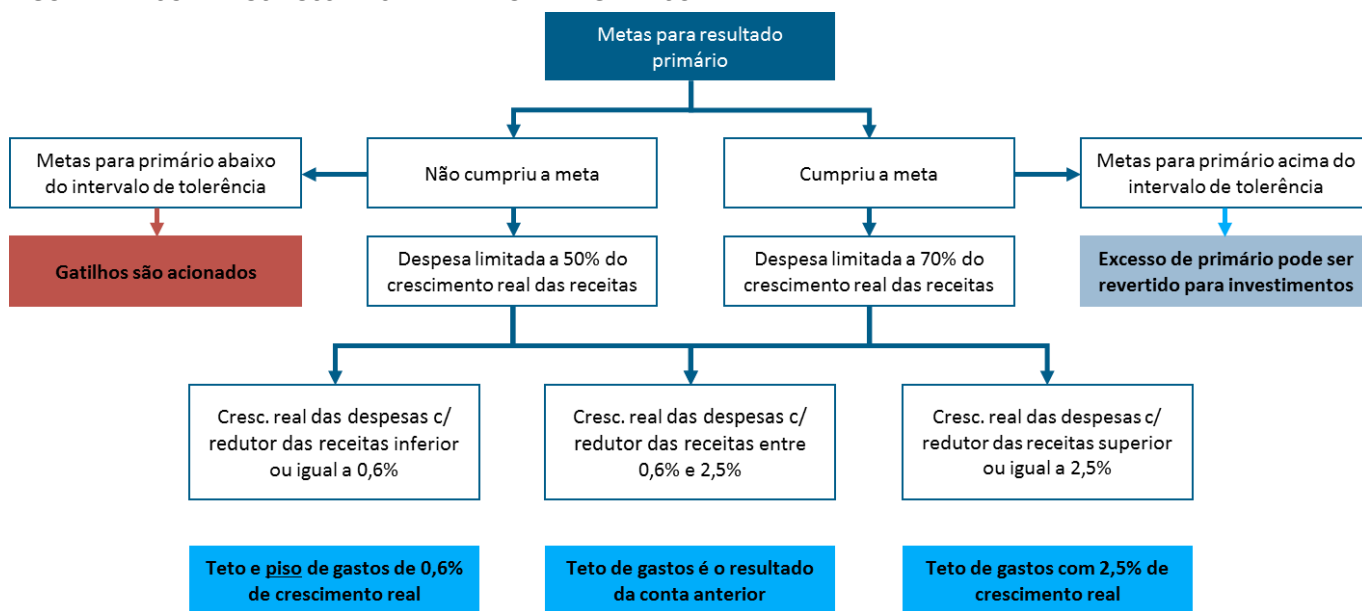 Metas para resultado
primário
Metas para primário abaixo
do intervalo de tolerência
Não cumpriu a meta
Cumpriu a meta
Metas para primário acima do
intervalo de tolerência
Gatilhos são acionados
Despesa limitada a 50% do
crescimento real das receitas
Despesa limitada a 70% do
crescimento real das receitas
Excesso de primário pode ser
revertido para investimentos
Cresc. real das despesas c/
redutor das receitas inferior
ou igual a 0,6%
Cresc. real das despesas c/
redutor das receitas entre
0,6% e 2,5%
Cresc. real das despesas c/
redutor das receitas superior
ou igual a 2,5%
Teto e piso de gastos de 0,6%
de crescimento real
Teto de gastos é o resultado
da conta anterior
Teto de gastos com 2,5% de
crescimento real